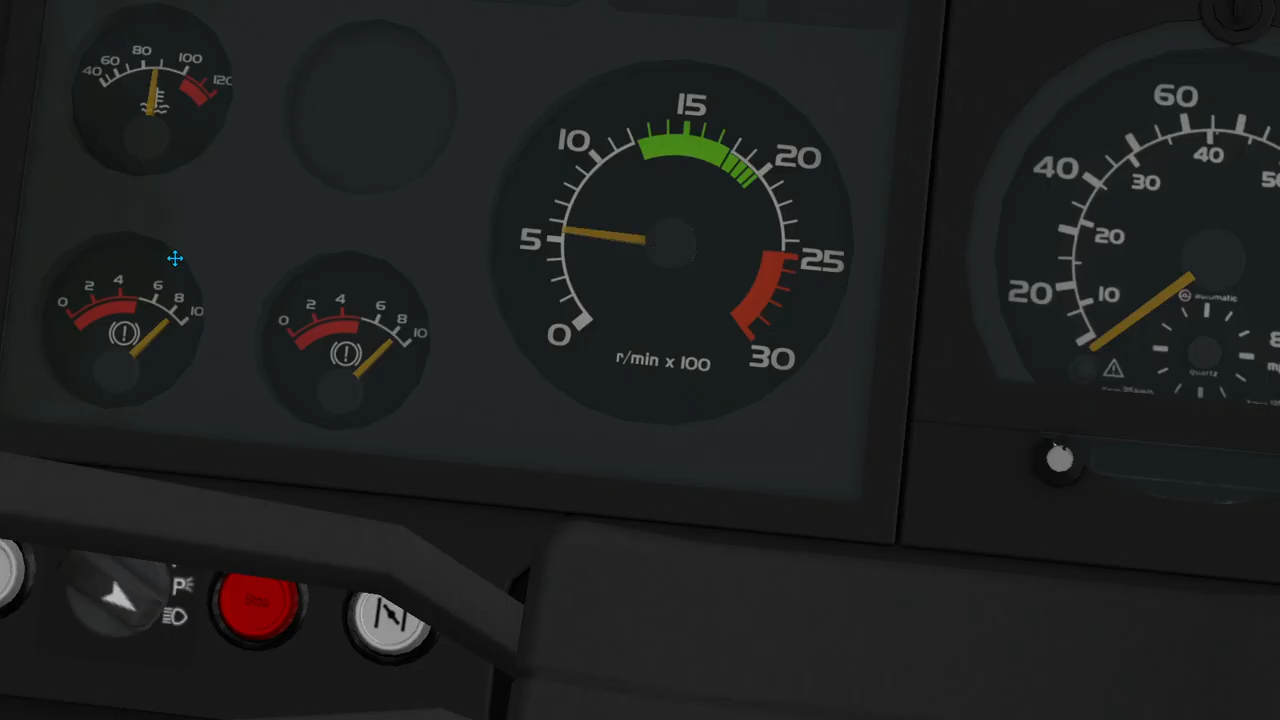 40 60 80 100 120
0 2 4 6 8 10
0 2 4 6 8 10
0 5 10 15 20 25 30
r/min x 100
20 40 60
10 20 30 40
automatic
quartz
P